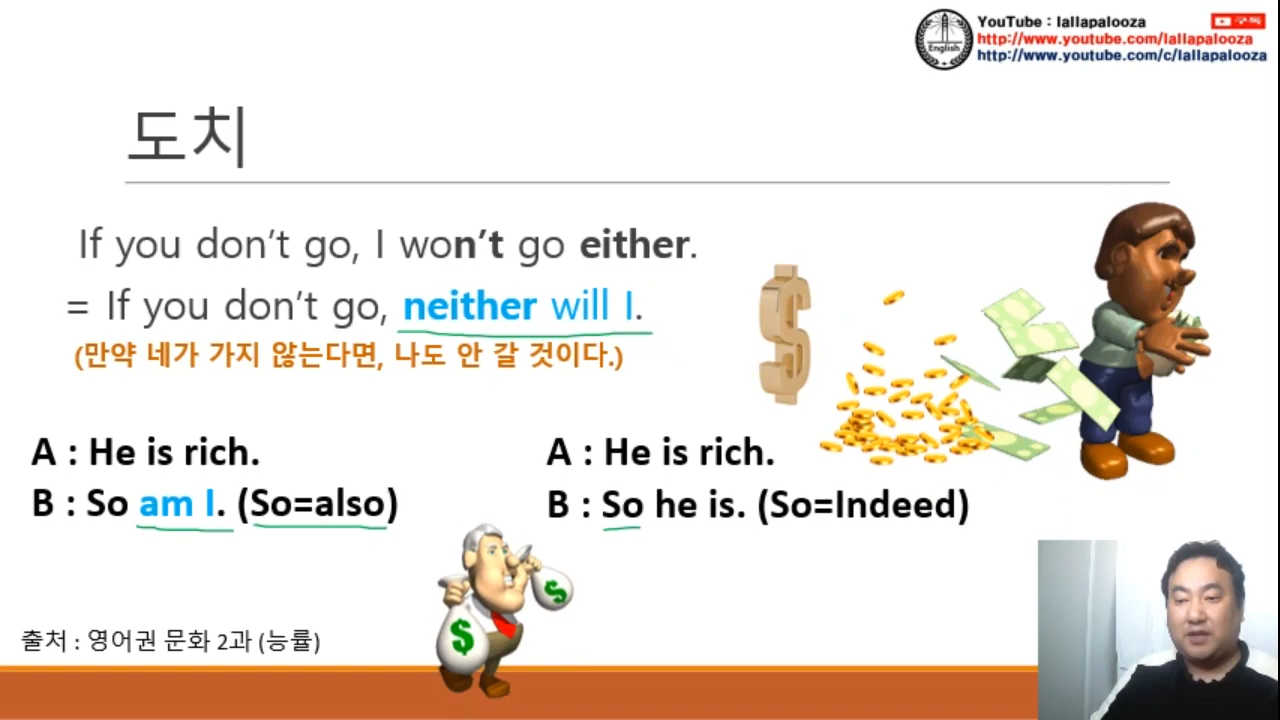 YouTube : lallapalooza
구독
http://www.youtube.com/lallapalooza
http://www.youtube.com/c/lallapalooza
English
도치
If you don't go, I won't go either.
= If you don't go, neither will I.
(만약 네가 가지 않는다면, 나도 안 갈 것이다.)
A : He is rich.
B : So am I. (So=also)
A : He is rich.
B : So he is. (So=Indeed)
출처 : 영어권 문화 2과 (능률)